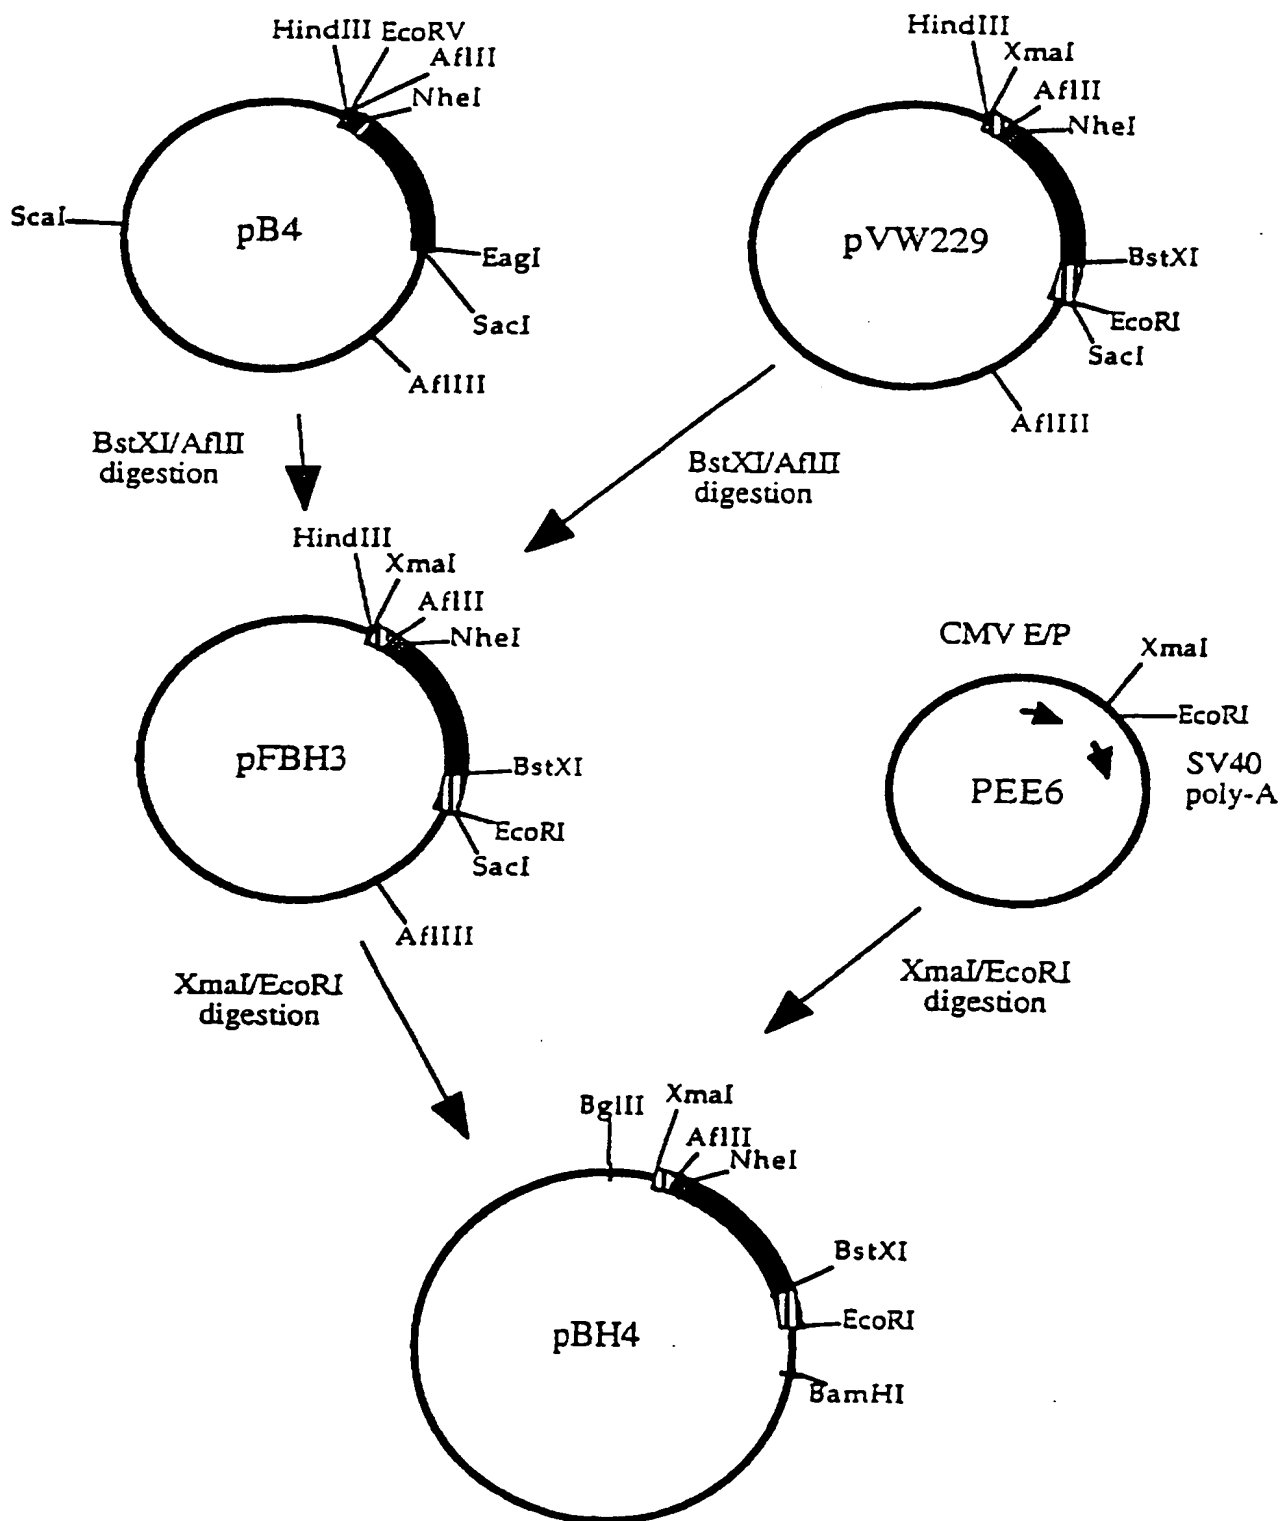 HindIII EcoRV
AflII
NheI
ScaI
pB4
EagI
SacI
AflIII
HindIII
XmaI
AflII
NheI
pVW229
BstXI
EcoRI
SacI
AflIII
BstXI/AflII
digestion
BstXI/AflII
digestion
HindIII
XmaI
AflII
NheI
pFBH3
BstXI
EcoRI
SacI
AflIII
CMV E/P
XmaI
EcoRI
SV40
poly-A
PEE6
XmaI/EcoRI
digestion
XmaI/EcoRI
digestion
BglII
XmaI
AflII
NheI
pBH4
BstXI
EcoRI
BamHI